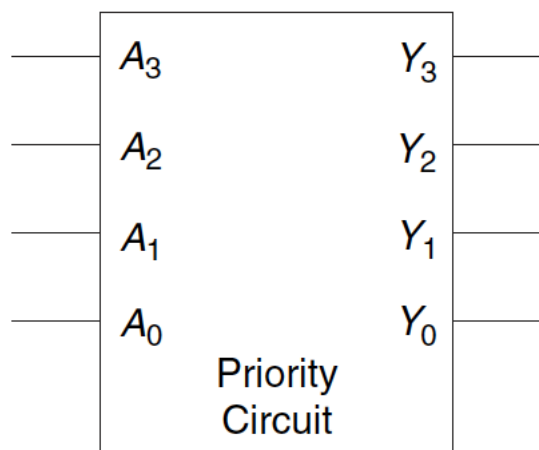 A₃ Y₃
A₂ Y₂
A₁ Y₁
A₀ Y₀
Priority
Circuit